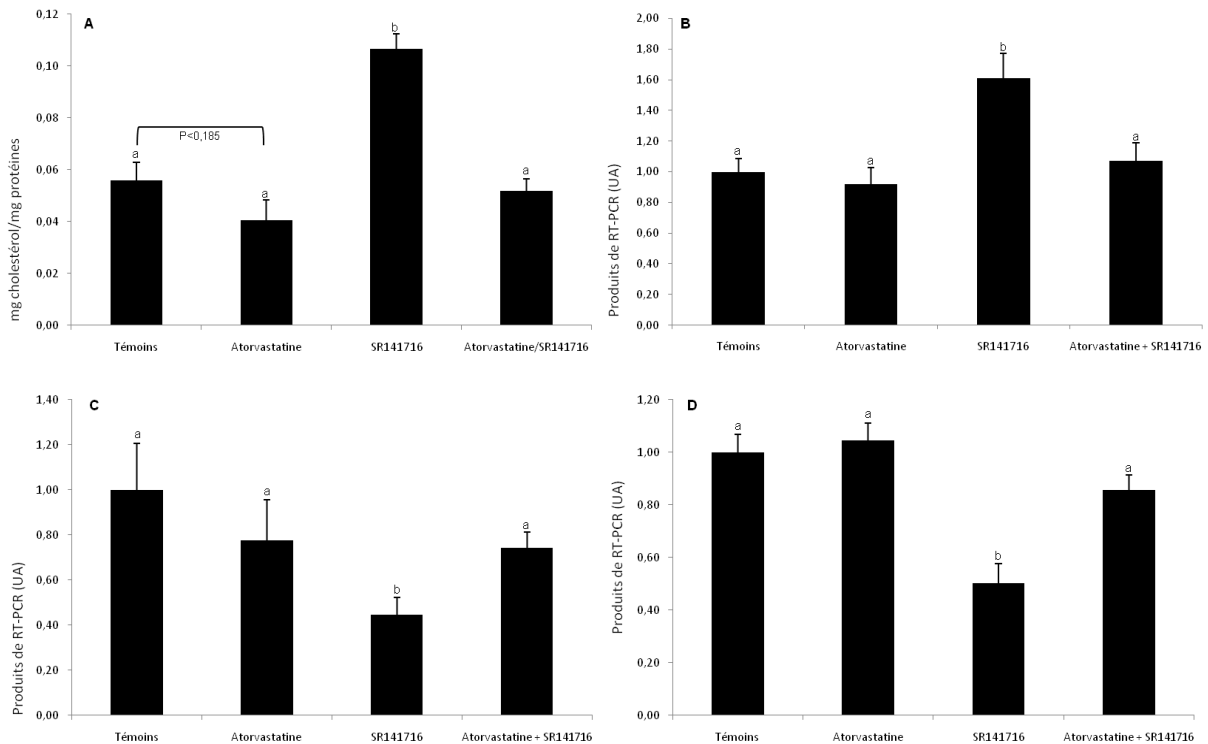 A
mg cholestérol/mg protéines
0,12
0,10
0,08
0,06
0,04
0,02
0,00
P<0,185
a
a
b
a
Témoins
Atorvastatine
SR141716
Atorvastatine/SR141716
B
Produits de RT-PCR (UA)
2,00
1,80
1,60
1,40
1,20
1,00
0,80
0,60
0,40
0,20
0,00
a
a
b
a
Témoins
Atorvastatine
SR141716
Atorvastatine + SR141716
C
Produits de RT-PCR (UA)
1,40
1,20
1,00
0,80
0,60
0,40
0,20
0,00
a
a
b
a
Témoins
Atorvastatine
SR141716
Atorvastatine + SR141716
D
Produits de RT-PCR (UA)
1,20
1,00
0,80
0,60
0,40
0,20
0,00
a
a
b
a
Témoins
Atorvastatine
SR141716
Atorvastatine + SR141716